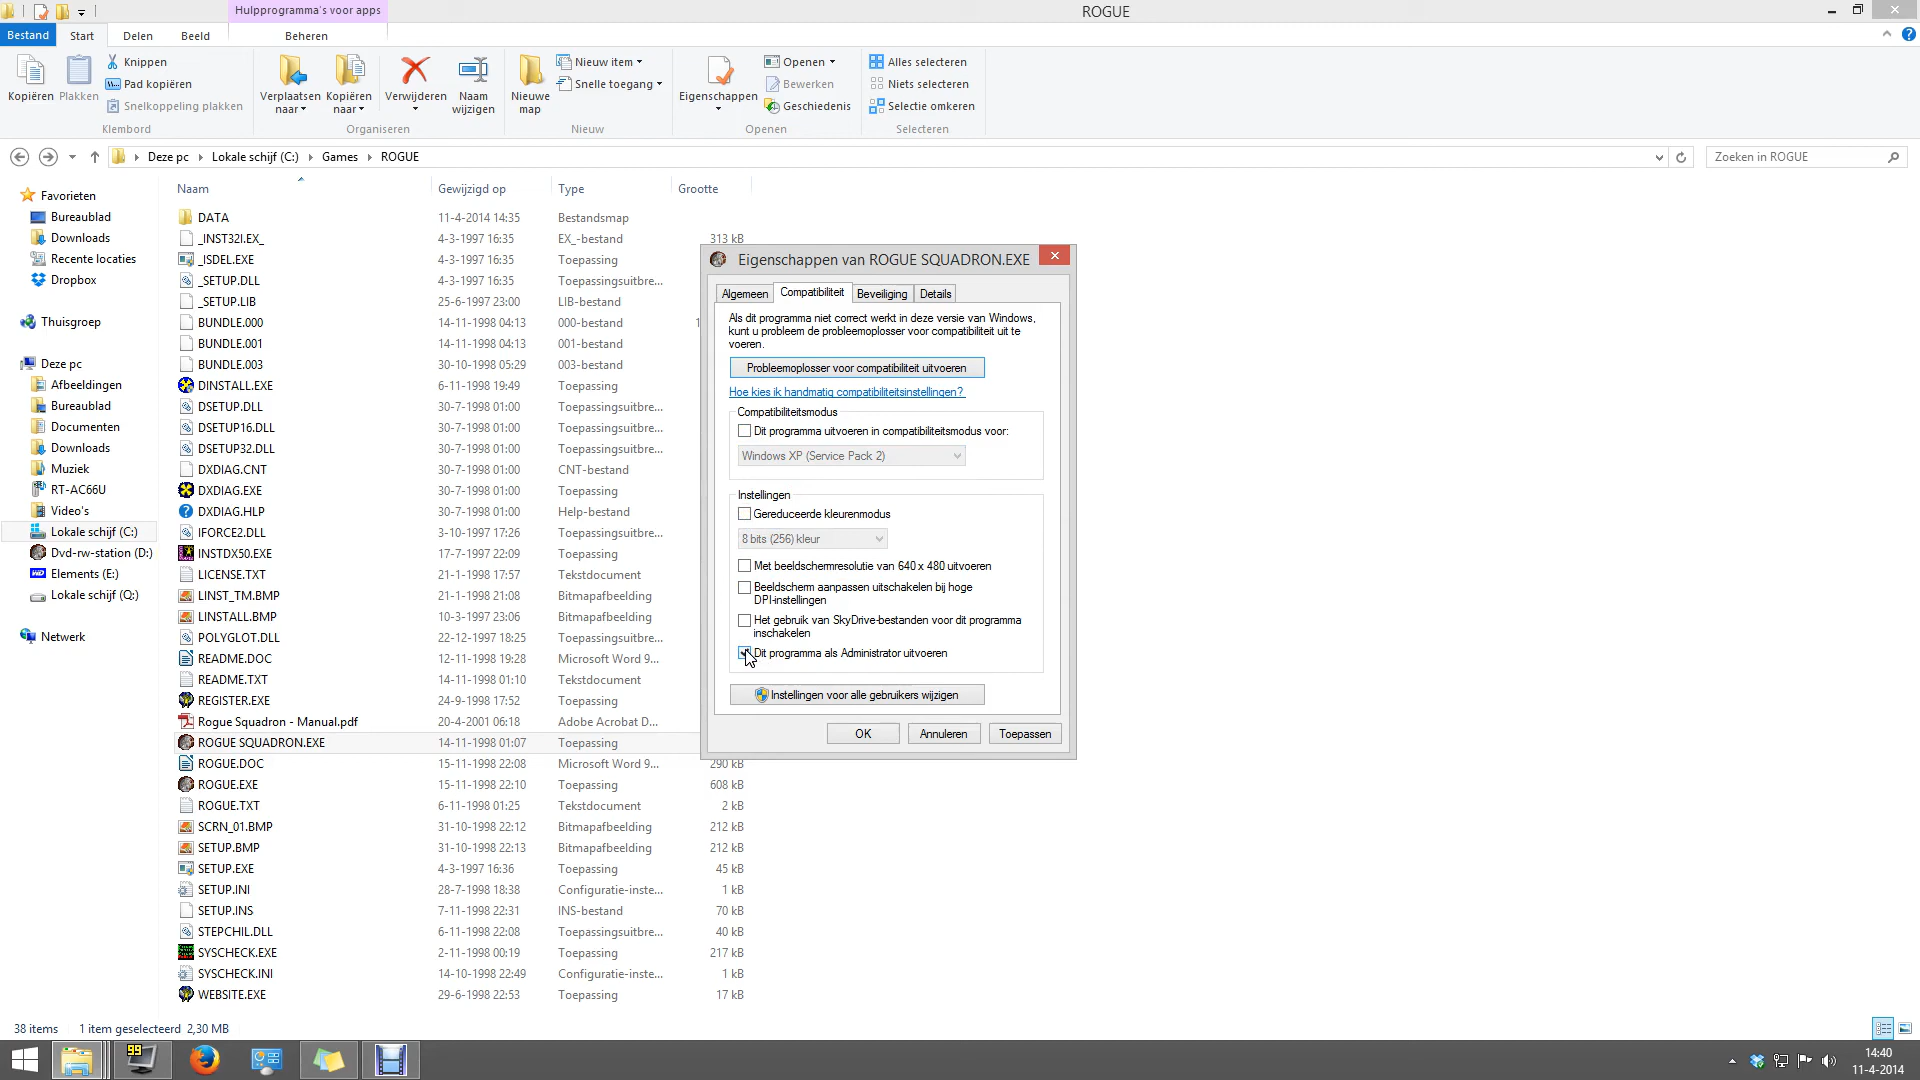 Hulpprogramma's voor apps
ROGUE
Bestand Start Delen Beeld Beheren
Kopiëren
Plakken
Knippen
Pad kopiëren
Snelkoppeling plakken
Klembord
Verplaatsen naar
Kopiëren naar
Verwijderen
Naam wijzigen
Organiseren
Nieuwe map
Nieuw item
Snelle toegang
Nieuw
Eigenschappen
Openen
Bewerken
Geschiedenis
Openen
Alles selecteren
Niets selecteren
Selectie omkeren
Selecteren
Deze pc Lokale schijf (C:) Games ROGUE
Zoeken in ROGUE
Favorieten
Bureaublad
Downloads
Recente locaties
Dropbox
Thuisgroep
Deze pc
Afbeeldingen
Bureaublad
Documenten
Downloads
Muziek
RT-AC66U
Video's
Lokale schijf (C:)
Dvd-rw-station (D:)
Elements (E:)
Lokale schijf (Q:)
Netwerk
Naam Gewijzigd op Type Grootte
DATA 11-4-2014 14:35 Bestandsmap
_INST32I.EX_ 4-3-1997 16:35 EX_-bestand 313 kB
_ISDEL.EXE 4-3-1997 16:35 Toepassing
_SETUP.DLL 4-3-1997 16:35 Toepassingsuitbre...
_SETUP.LIB 25-6-1997 23:00 LIB-bestand
BUNDLE.000 14-11-1998 04:13 000-bestand 1
BUNDLE.001 14-11-1998 04:13 001-bestand
BUNDLE.003 30-10-1998 05:29 003-bestand
DINSTALL.EXE 6-11-1998 19:49 Toepassing
DSETUP.DLL 30-7-1998 01:00 Toepassingsuitbre...
DSETUP16.DLL 30-7-1998 01:00 Toepassingsuitbre...
DSETUP32.DLL 30-7-1998 01:00 Toepassingsuitbre...
DXDIAG.CNT 30-7-1998 01:00 CNT-bestand
DXDIAG.EXE 30-7-1998 01:00 Toepassing
DXDIAG.HLP 30-7-1998 01:00 Help-bestand
IFORCE2.DLL 3-10-1997 17:26 Toepassingsuitbre...
INSTDX50.EXE 17-7-1997 22:09 Toepassing
LICENSE.TXT 21-1-1998 17:57 Tekstdocument
LINST_TM.BMP 21-1-1998 21:08 Bitmapafbeelding
LINSTALL.BMP 10-3-1997 23:06 Bitmapafbeelding
POLYGLOT.DLL 22-12-1997 18:25 Toepassingsuitbre...
README.DOC 12-11-1998 19:28 Microsoft Word 9...
README.TXT 14-11-1998 01:10 Tekstdocument
REGISTER.EXE 24-9-1998 17:52 Toepassing
Rogue Squadron - Manual.pdf 20-4-2001 06:18 Adobe Acrobat D...
ROGUE SQUADRON.EXE 14-11-1998 01:07 Toepassing
ROGUE.DOC 15-11-1998 22:08 Microsoft Word 9... 290 kB
ROGUE.EXE 15-11-1998 22:10 Toepassing 608 kB
ROGUE.TXT 6-11-1998 01:25 Tekstdocument 2 kB
SCRN_01.BMP 31-10-1998 22:12 Bitmapafbeelding 212 kB
SETUP.BMP 31-10-1998 22:13 Bitmapafbeelding 212 kB
SETUP.EXE 4-3-1997 16:36 Toepassing 45 kB
SETUP.INI 28-7-1998 18:38 Configuratie-inste... 1 kB
SETUP.INS 7-11-1998 22:31 INS-bestand 70 kB
STEPCHIL.DLL 6-11-1998 22:08 Toepassingsuitbre... 40 kB
SYSCHECK.EXE 2-11-1998 00:19 Toepassing 217 kB
SYSCHECK.INI 14-10-1998 22:49 Configuratie-inste... 1 kB
WEBSITE.EXE 29-6-1998 22:53 Toepassing 17 kB
Eigenschappen van ROGUE SQUADRON.EXE
Algemeen Compatibiliteit Beveiliging Details
Als dit programma niet correct werkt in deze versie van Windows,
kunt u probleem de probleemoplosser voor compatibiliteit uit te
voeren.
Probleemoplosser voor compatibiliteit uitvoeren
Hoe kies ik handmatig compatibiliteitsinstellingen?
Compatibiliteitsmodus
Dit programma uitvoeren in compatibiliteitsmodus voor:
Windows XP (Service Pack 2)
Instellingen
Gereduceerde kleurenmodus
8 bits (256) kleur
Met beeldschermresolutie van 640 x 480 uitvoeren
Beeldscherm aanpassen uitschakelen bij hoge
DPI-instellingen
Het gebruik van SkyDrive-bestanden voor dit programma
inschakelen
Dit programma als Administrator uitvoeren
Instellingen voor alle gebruikers wijzigen
OK Annuleren Toepassen
38 items 1 item geselecteerd 2,30 MB
99
14:40
11-4-2014